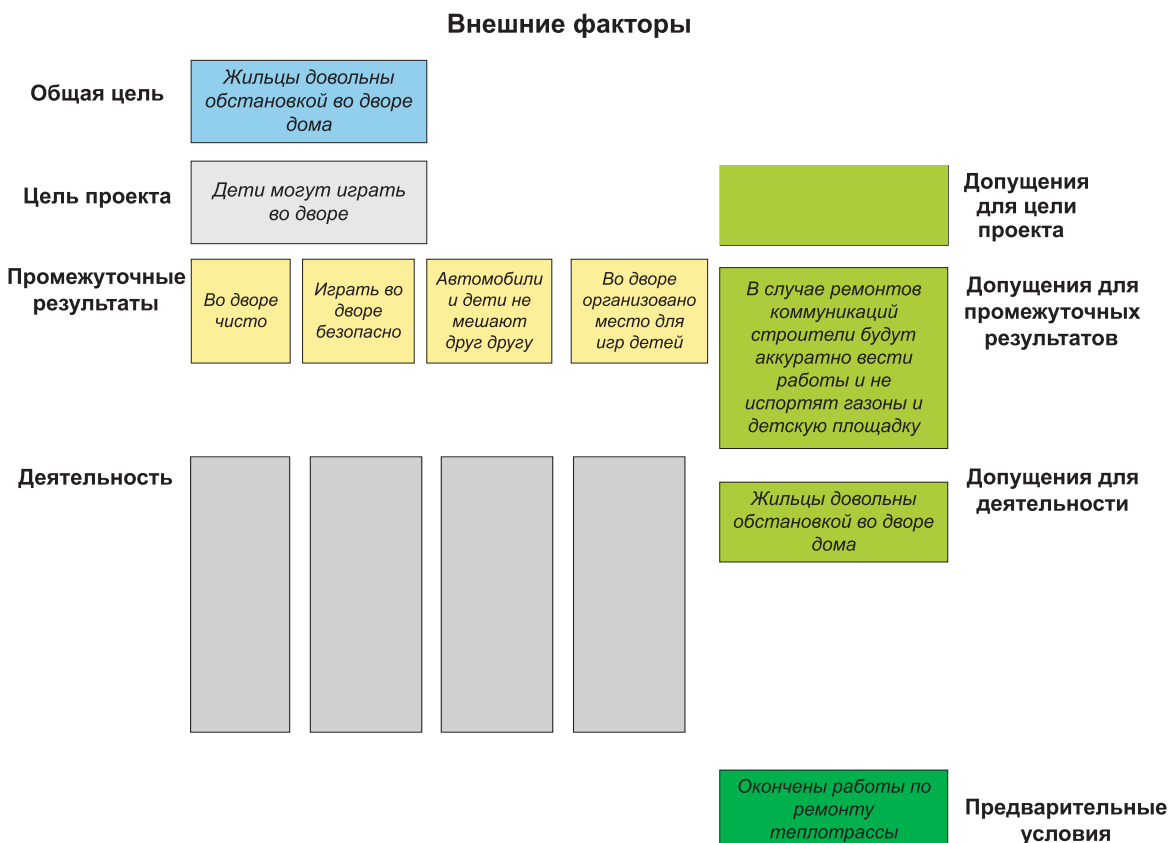 Внешние факторы
Общая цель
Жильцы довольны
обстановкой во дворе
дома
Цель проекта
Дети могут играть
во дворе
Допущения
для цели
проекта
Промежуточные
результаты
Во дворе
чисто
Играть во
дворе
безопасно
Автомобили
и дети не
мешают
друг другу
Во дворе
организовано
место для
игр детей
В случае ремонтов
коммуникаций
строители будут
аккуратно вести
работы и не
испортят газоны и
детскую площадку
Допущения для
промежуточных
результатов
Деятельность
Жильцы довольны
обстановкой во дворе
дома
Допущения для
деятельности
Окончены работы по
ремонту
теплотрассы
Предварительные
условия